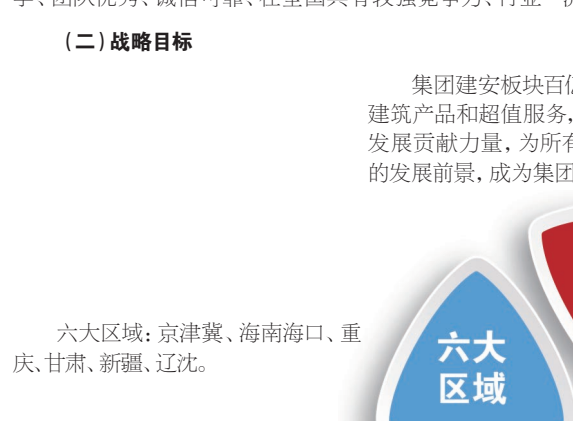 (二)战略目标
集团建安板块百
建筑产品和超值服务,
发展贡献力量,为所有
的发展前景,成为集团
六大区域:京津冀、海南海口、重
庆、甘肃、新疆、辽沈。
六大
区域